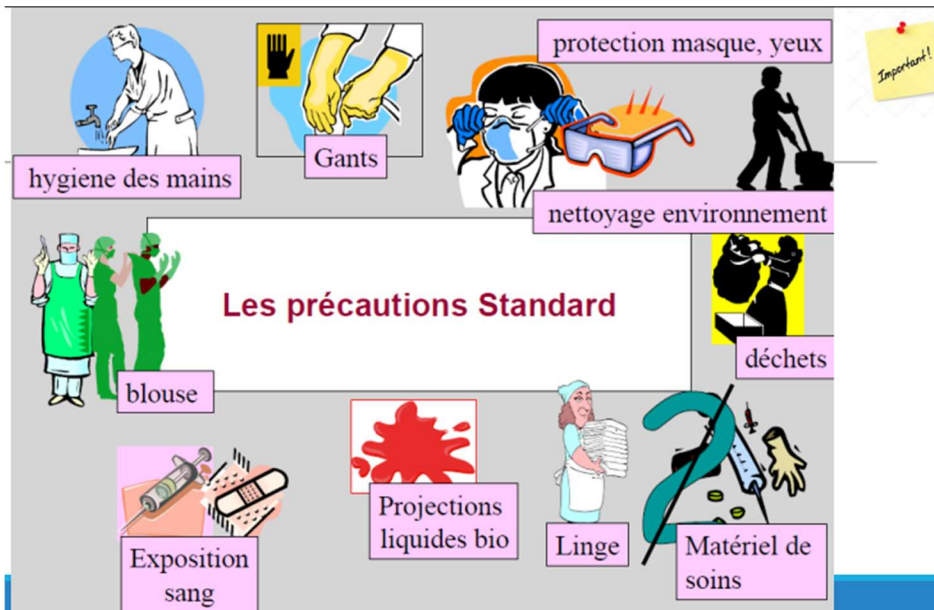 protection masque, yeux
Important!
Gants
hygiene des mains
nettoyage environnement
Les précautions Standard
déchets
blouse
Projections
liquides bio
Linge
Matériel de
soins
Exposition
sang